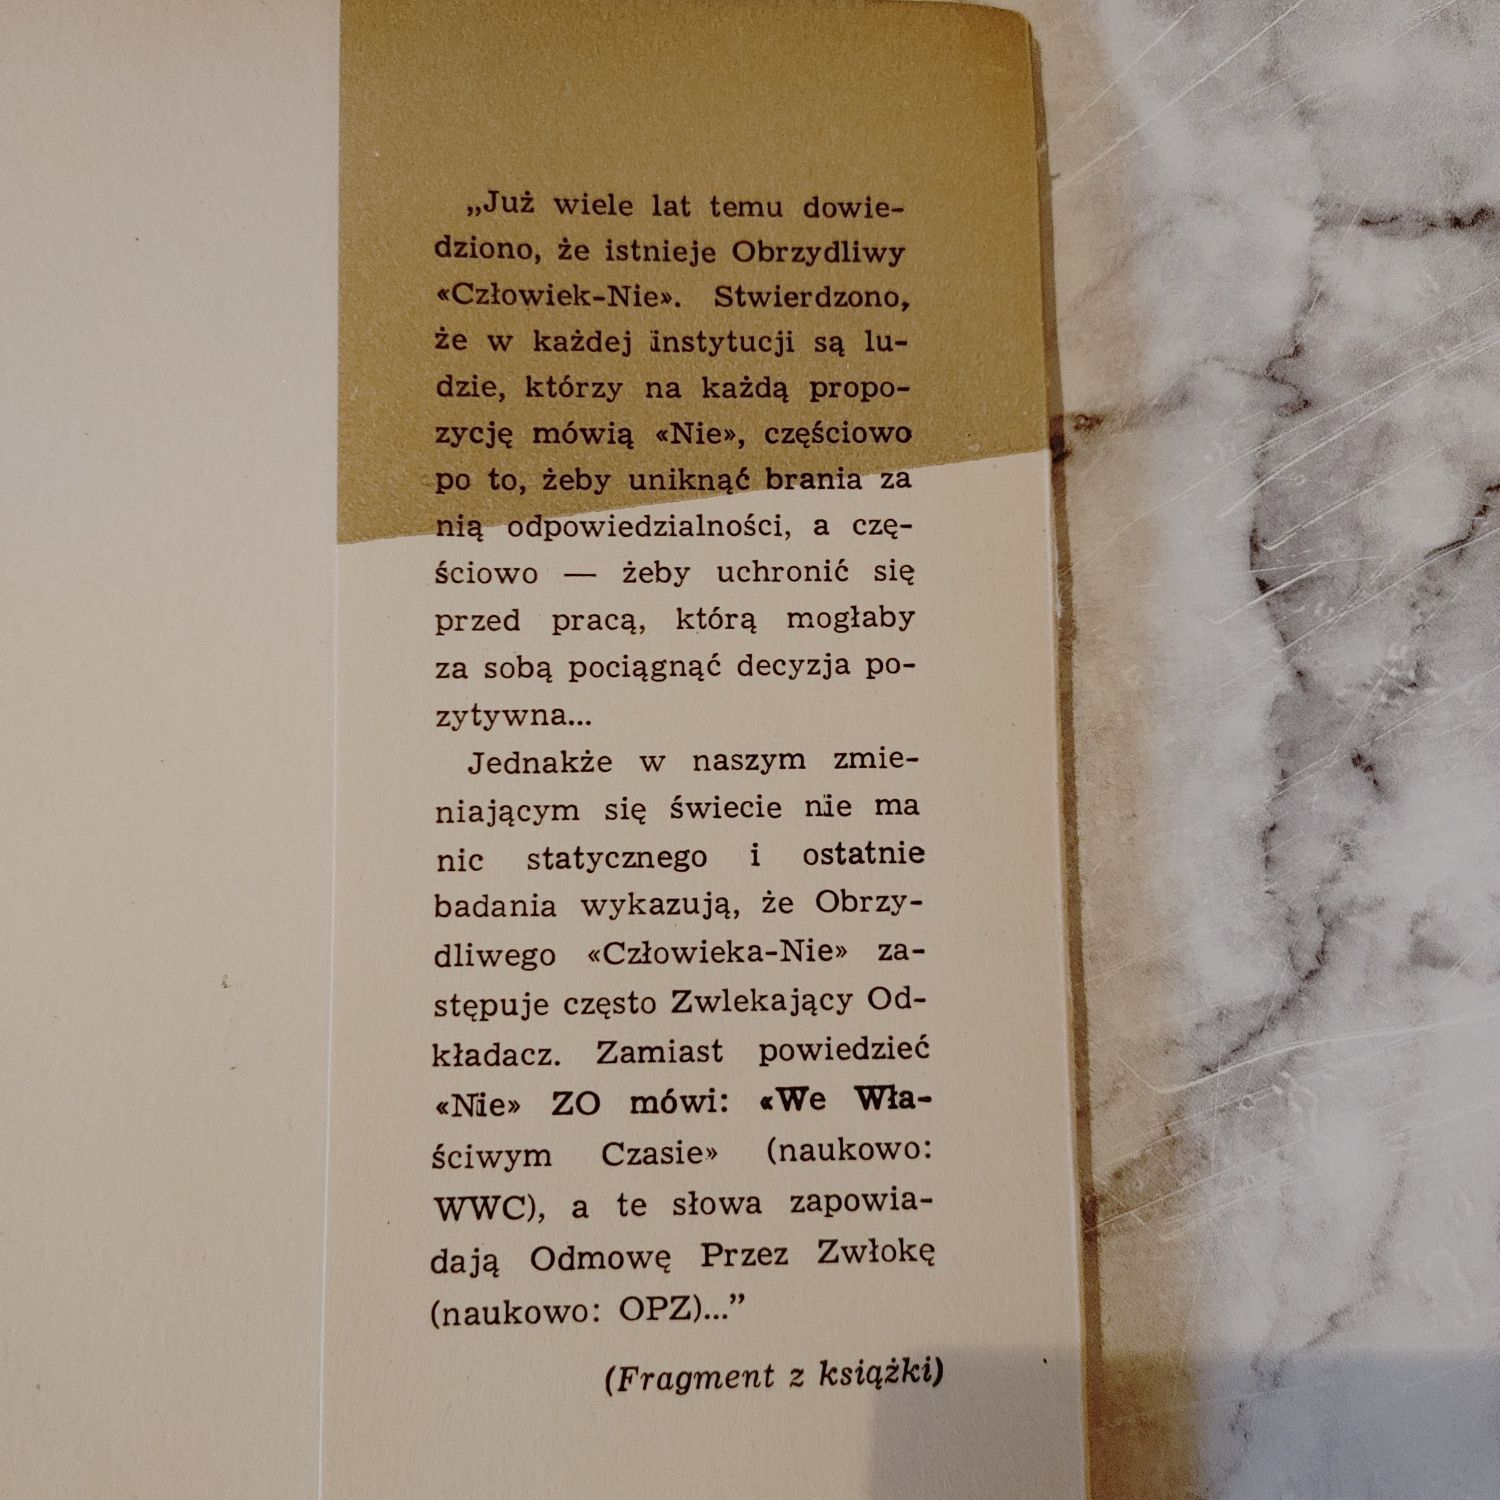 „Już wiele lat temu dowie-
dziono, że istnieje Obrzydliwy
«Człowiek-Nie». Stwierdzono,
że w każdej instytucji są lu-
dzie, którzy na każdą propo-
zycję mówią «Nie», częściowo
po to, żeby uniknąć brania za
nią odpowiedzialności, a czę-
ściowo — żeby uchronić się
przed pracą, którą mogłaby
za sobą pociągnąć decyzja po-
zytywna...
Jednakże w naszym zmie-
niającym się świecie nie ma
nic statycznego i ostatnie
badania wykazują, że Obrzy-
dliwego «Człowieka-Nie» za-
stępuje często Zwlekający Od-
kładacz. Zamiast powiedzieć
«Nie» ZO mówi: «We Wła-
ściwym Czasie» (naukowo:
WWC), a te słowa zapowia-
dają Odmowę Przez Zwłokę
(naukowo: OPZ)...”
(Fragment z książki)